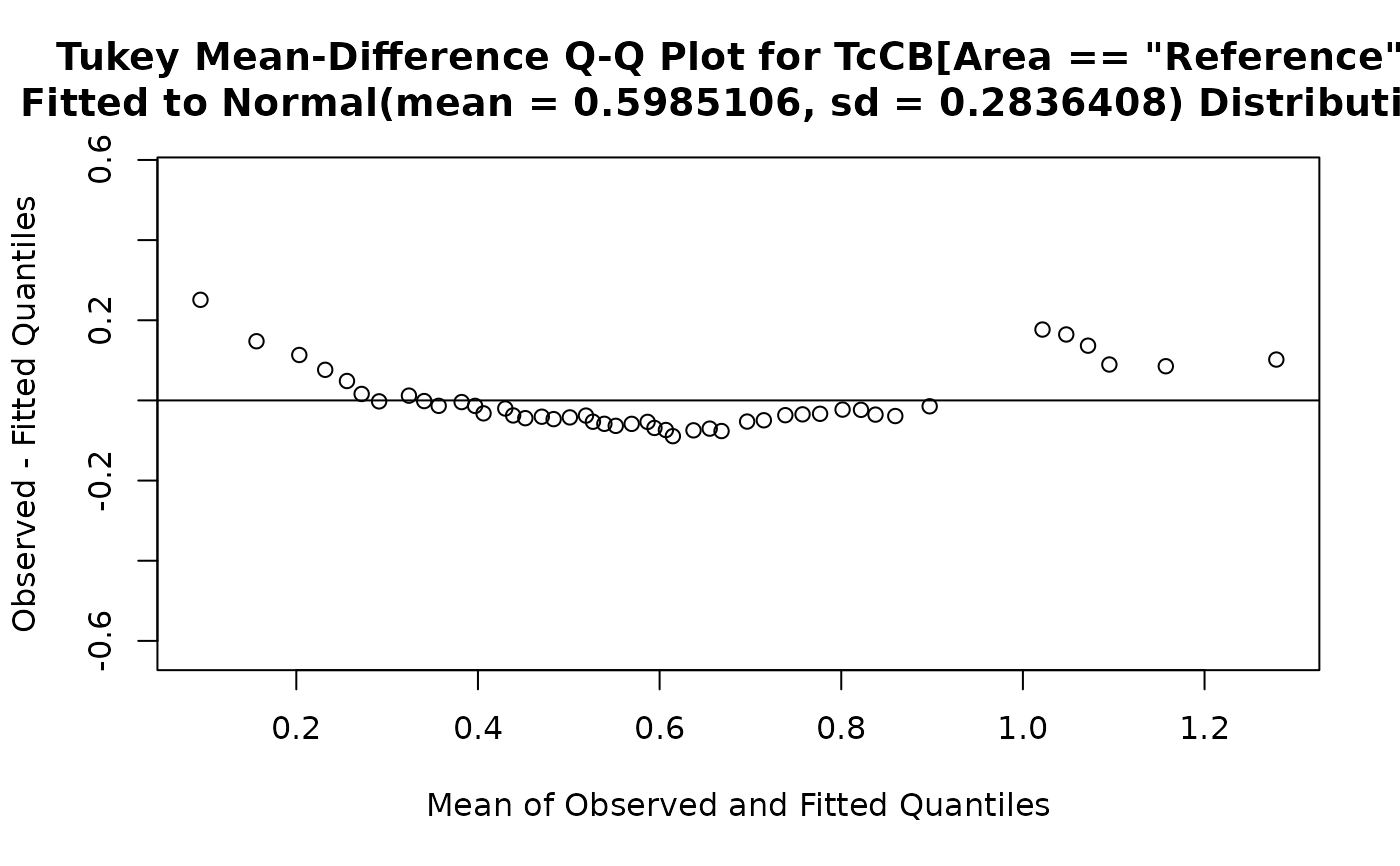 Tukey Mean-Difference Q-Q Plot for TcCB[Area == "Reference"
Fitted to Normal(mean = 0.5985106, sd = 0.2836408) Distributi
Observed - Fitted Quantiles
0.6
0.2
-0.2
-0.6
0.2 0.4 0.6 0.8 1.0 1.2
Mean of Observed and Fitted Quantiles